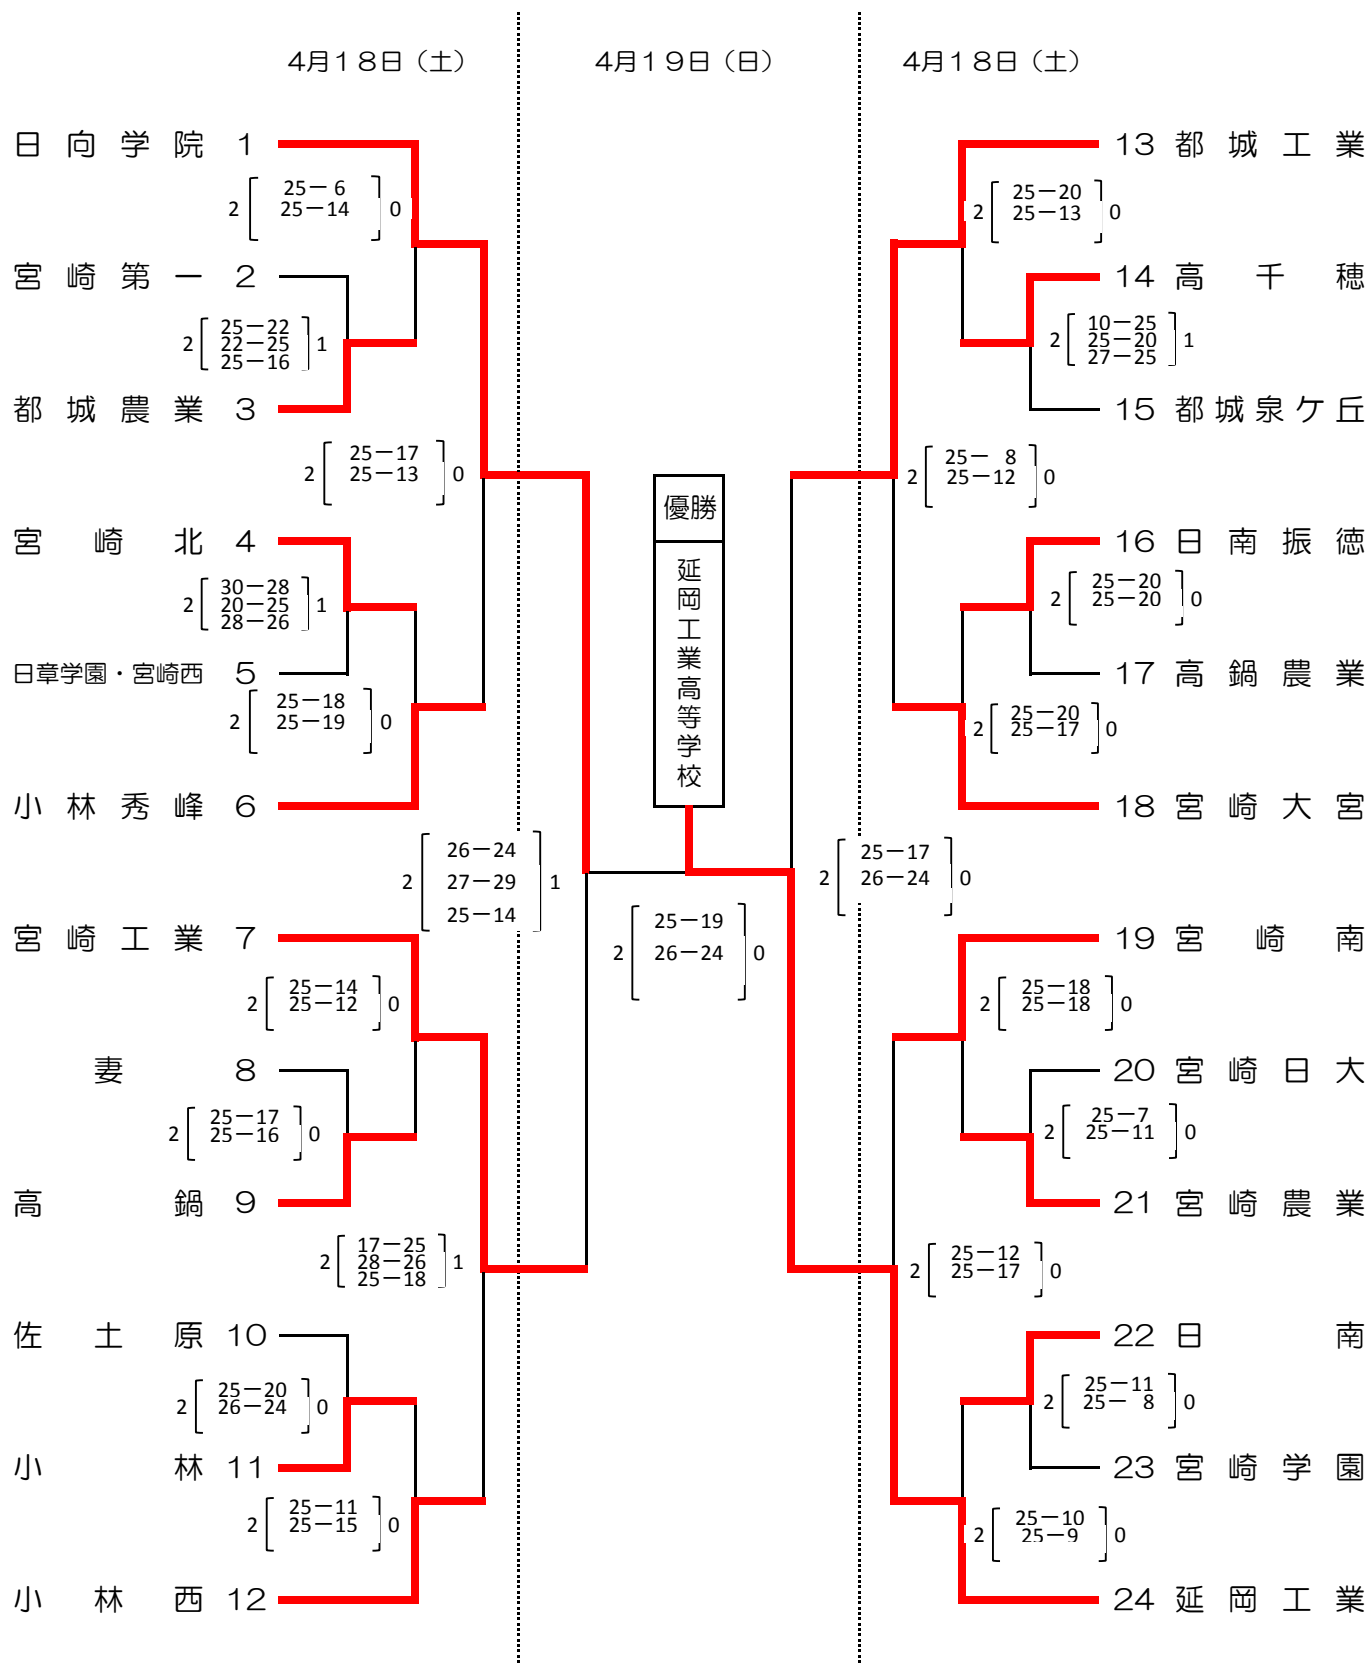 4月18日（土）
4月19日（日）
4月18日（土）
日向学院 1
2 25－6 0
25－14
宮崎第一 2
25－22
2 22－25 1
25－16
都城農業 3
2 25－17 0
25－13
宮崎北 4
30－28
2 20－25 1
28－26
日章学園・宮崎西 5
2 25－18 0
25－19
小林秀峰 6
26－24
2 27－29 1
25－14
宮崎工業 7
2 25－14 0
25－12
妻 8
2 25－17 0
25－16
高鍋 9
17－25
2 28－26 1
25－18
佐土原 10
2 25－20 0
26－24
小林 11
2 25－11 0
25－15
小林西 12
優勝
延岡工業高等学校
2 25－19 0
26－24
13 都城工業
2 25－20 0
25－13
14 高千穂
10－25
2 25－20 1
27－25
15 都城泉ケ丘
2 25－8 0
25－12
16 日南振徳
2 25－20 0
25－20
17 高鍋農業
2 25－20 0
25－17
18 宮崎大宮
2 25－17 0
26－24
19 宮崎南
2 25－18 0
25－18
20 宮崎日大
2 25－7 0
25－11
21 宮崎農業
2 25－12 0
25－17
22 日南
2 25－11 0
25－8
23 宮崎学園
2 25－10 0
25－9
24 延岡工業